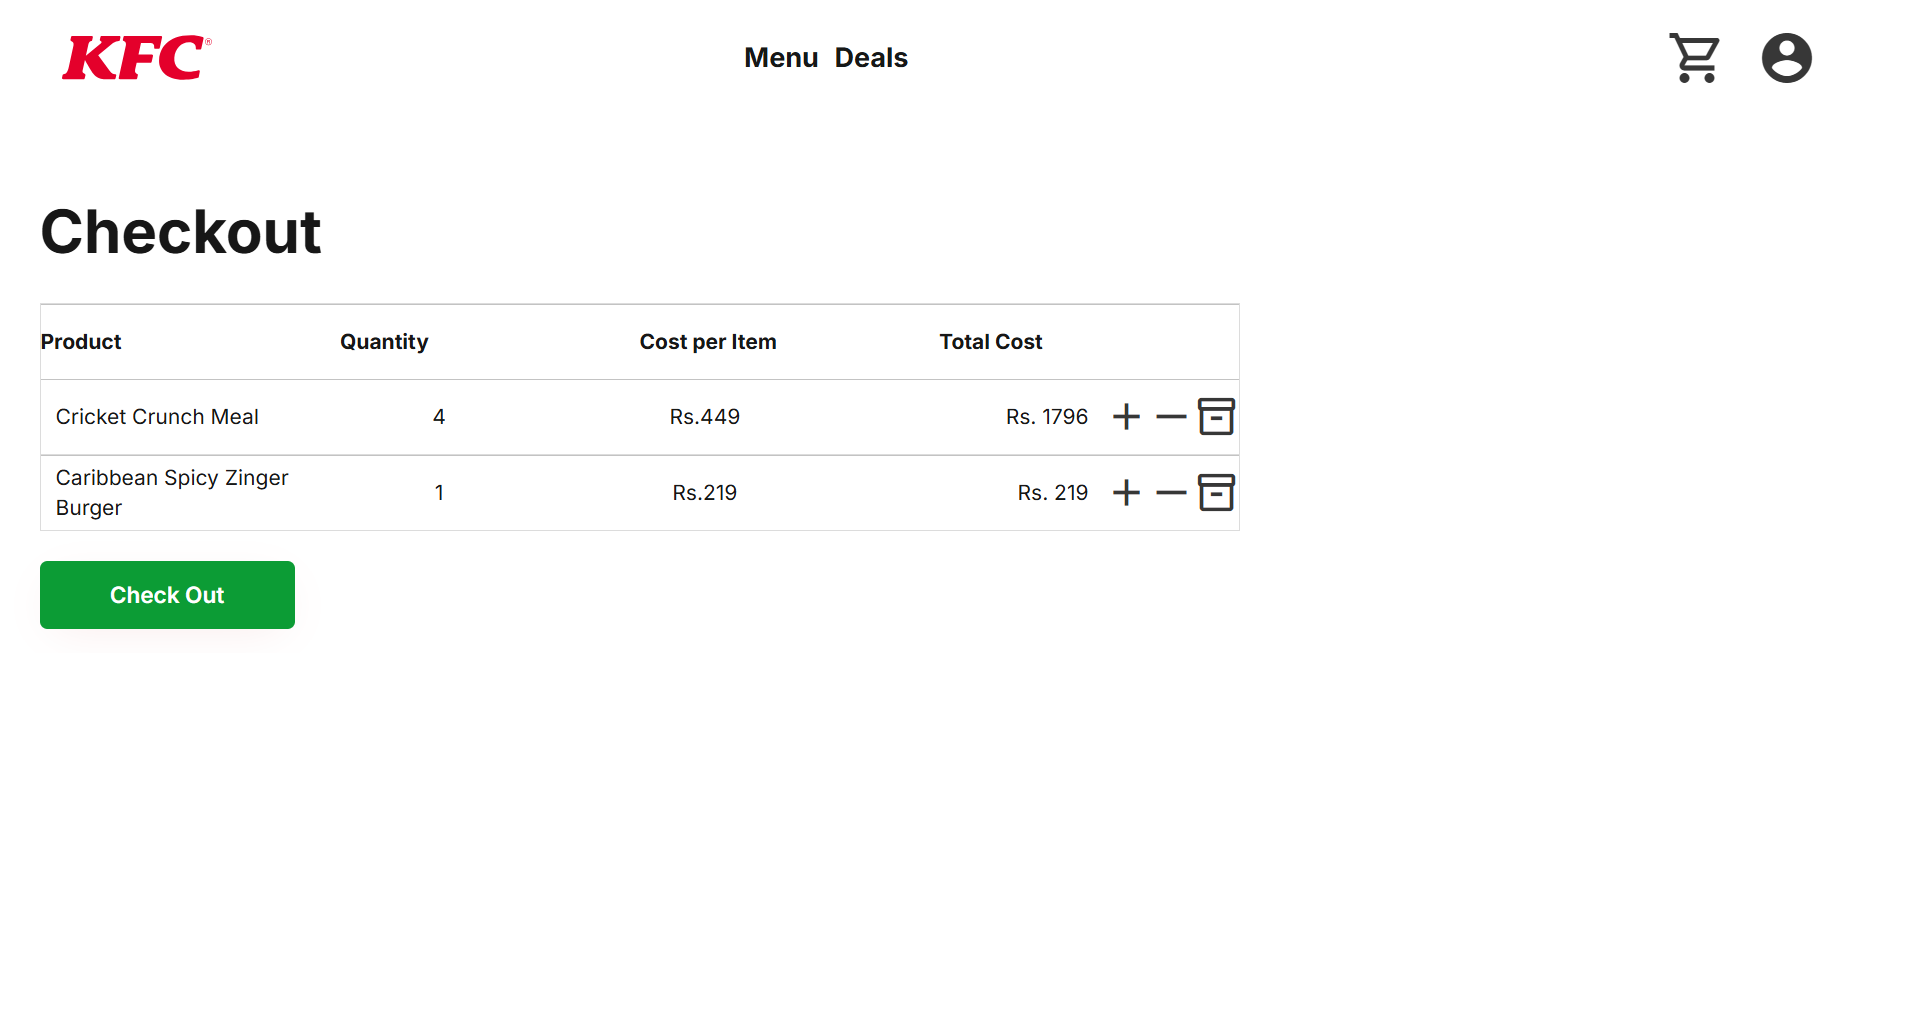 KFC®
Menu Deals
Checkout
Product Quantity Cost per Item Total Cost
Cricket Crunch Meal 4 Rs.449 Rs. 1796
Caribbean Spicy Zinger
Burger 1 Rs.219 Rs. 219
Check Out